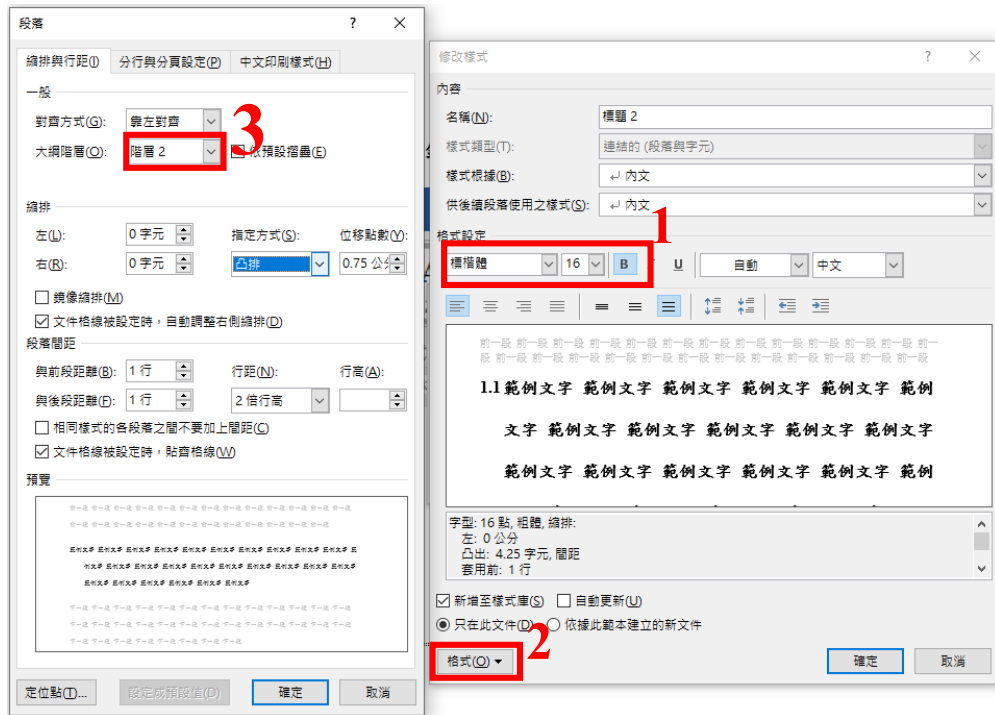 段落 ? ×
縮排與行距(I) 分行與分頁設定(P) 中文印刷樣式(H)
一般
對齊方式(G): 靠左對齊
大綱階層(O): 階層 2 依預設摺疊(E)
3
縮排
左(L): 0 字元 指定方式(S): 位移點數(Y):
右(R): 0 字元 凸排 0.75 公分
鏡像縮排(M)
文件格線被設定時，自動調整右側縮排(D)
段落間距
與前段距離(B): 1 行 行距(N): 行高(A):
與後段距離(F): 1 行 2 倍行高
相同樣式的各段落之間不要加上間距(C)
文件格線被設定時，貼齊格線(W)
預覽
定位點(T)... 設定成預設值(D) 確定 取消
修改樣式 ? ×
內容
名稱(N): 標題 2
樣式類型(T): 連結的 (段落與字元)
樣式根據(B): ↵ 內文
供後續段落使用之樣式(S): ↵ 內文
1
格式設定
標楷體 16 B U 自動 中文
前一段 前一段 前一段 前一段 前一段 前一段 前一段 前一段 前一段 前一段 前一
段 前一段 前一段 前一段 前一段 前一段 前一段 前一段 前一段 前一段 前一段
1.1 範例文字 範例文字 範例文字 範例文字 範例文字 範例
文字 範例文字 範例文字 範例文字 範例文字 範例文字
範例文字 範例文字 範例文字 範例文字 範例文字 範例
字型: 16 點, 粗體, 縮排:
左: 0 公分
凸出: 4.25 字元, 間距
套用前: 1 行
新增至樣式庫(S) 自動更新(U)
只在此文件(D) 依據此範本建立的新文件
2
格式(O) 確定 取消